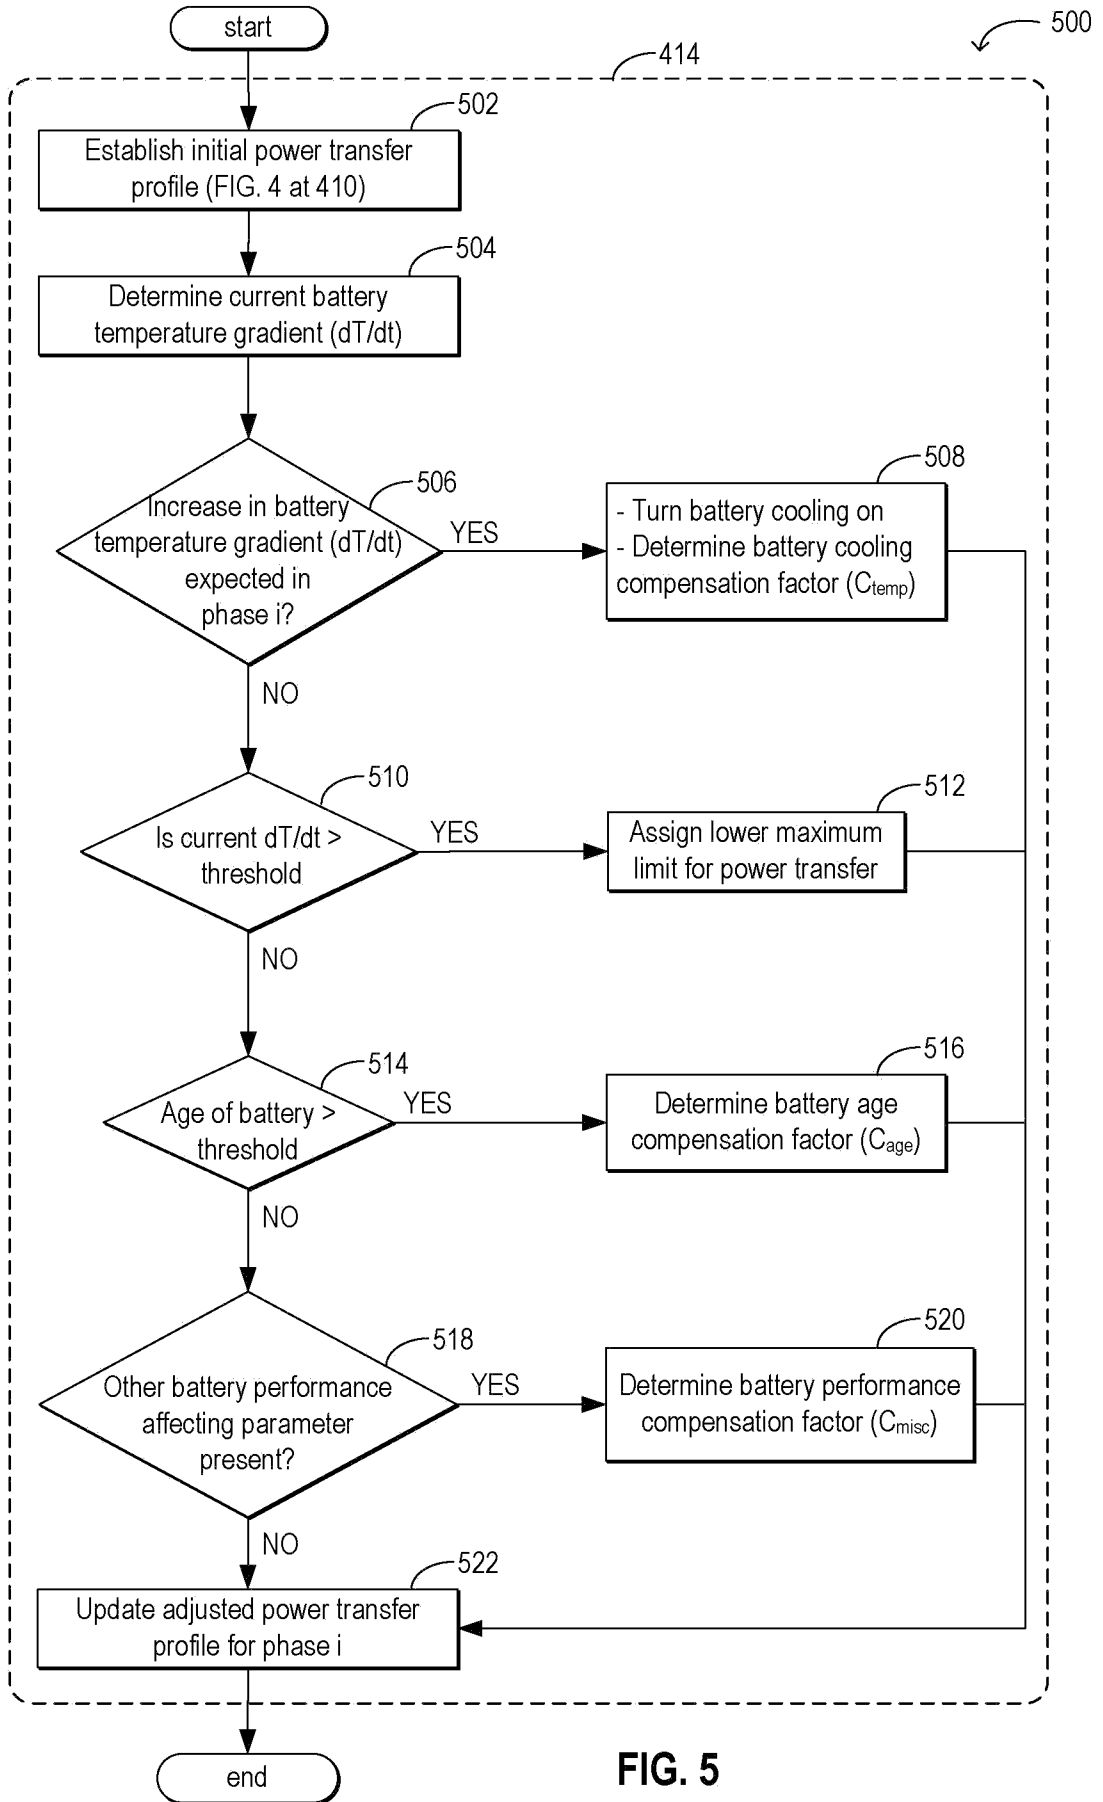 start
500
414
502
Establish initial power transfer
profile (FIG. 4 at 410)
504
Determine current battery
temperature gradient (dT/dt)
506
Increase in battery
temperature gradient (dT/dt)
expected in
phase i?
YES
508
- Turn battery cooling on
- Determine battery cooling
compensation factor (Ctemp)
NO
510
Is current dT/dt >
threshold
YES
512
Assign lower maximum
limit for power transfer
NO
514
Age of battery >
threshold
YES
516
Determine battery age
compensation factor (Cage)
NO
518
Other battery performance
affecting parameter
present?
YES
520
Determine battery performance
compensation factor (Cmisc)
NO
522
Update adjusted power transfer
profile for phase i
end
FIG. 5